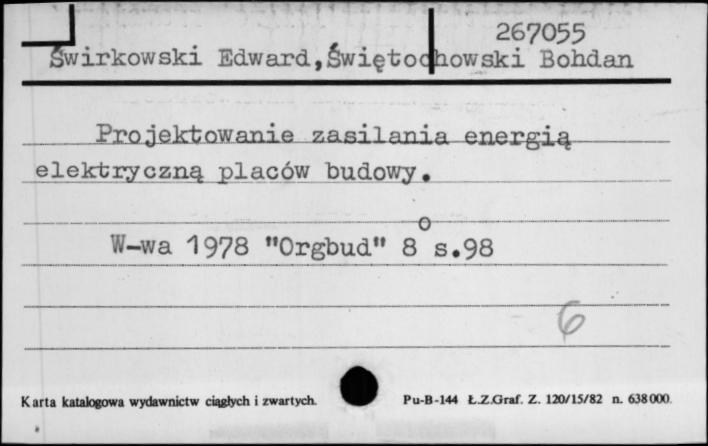 267055
Świrkowski Edward,Świętochowski Bohdan
Projektowanie zasilania energią
elektryczną placów budowy.
W-wa 1978 "Orgbud" 8° s.98
6
Karta katalogowa wydawnictw ciągłych i zwartych. Pu-B-144 Ł.Z.Graf. Z. 120/15/82 n. 638000.